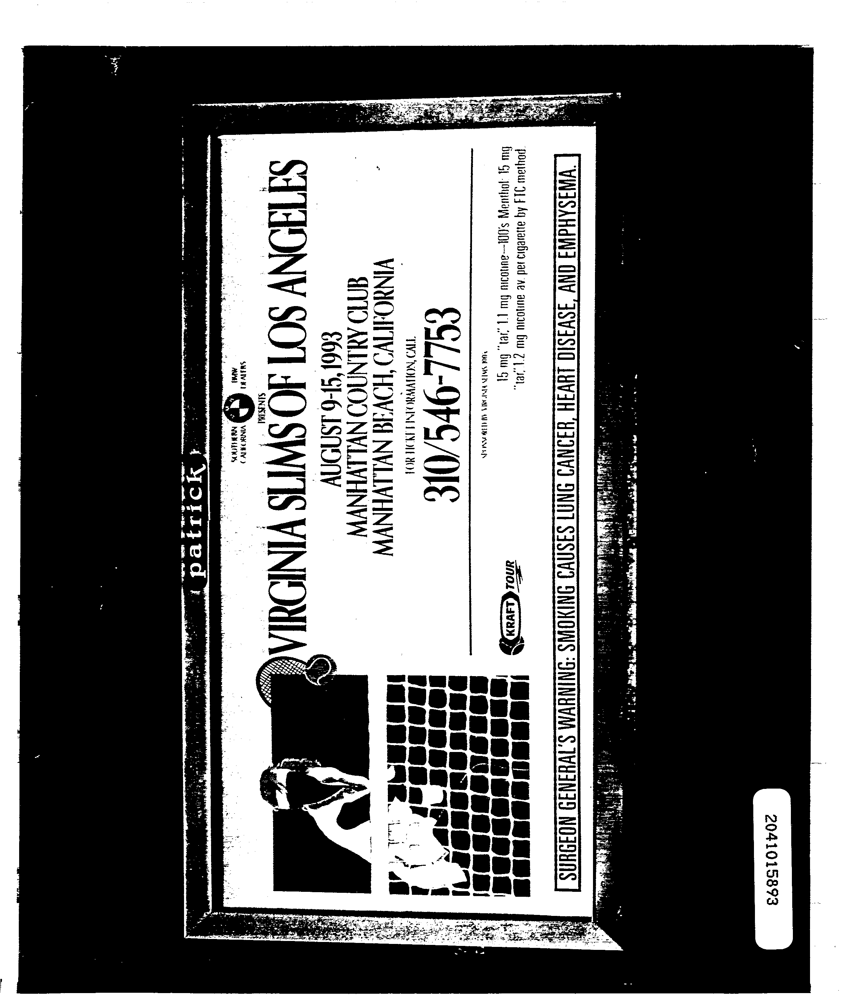 patrick
SOUTHERN CALIFORNIA BMW DEALERS
PRESENTS
VIRGINIA SLIMS OF LOS ANGELES
AUGUST 9-15, 1993
MANHATTAN COUNTRY CLUB
MANHATTAN BEACH, CALIFORNIA
FOR TICKET INFORMATION, CALL
310/546-7753
SPONSORED BY VIRGINIA SLIMS 100's
KRAFT TOUR
15 mg "tar," 1.1 mg nicotine—100's Menthol: 15 mg
"tar," 1.2 mg nicotine av. per cigarette by FTC method.
SURGEON GENERAL'S WARNING: SMOKING CAUSES LUNG CANCER, HEART DISEASE, AND EMPHYSEMA.
2041015893